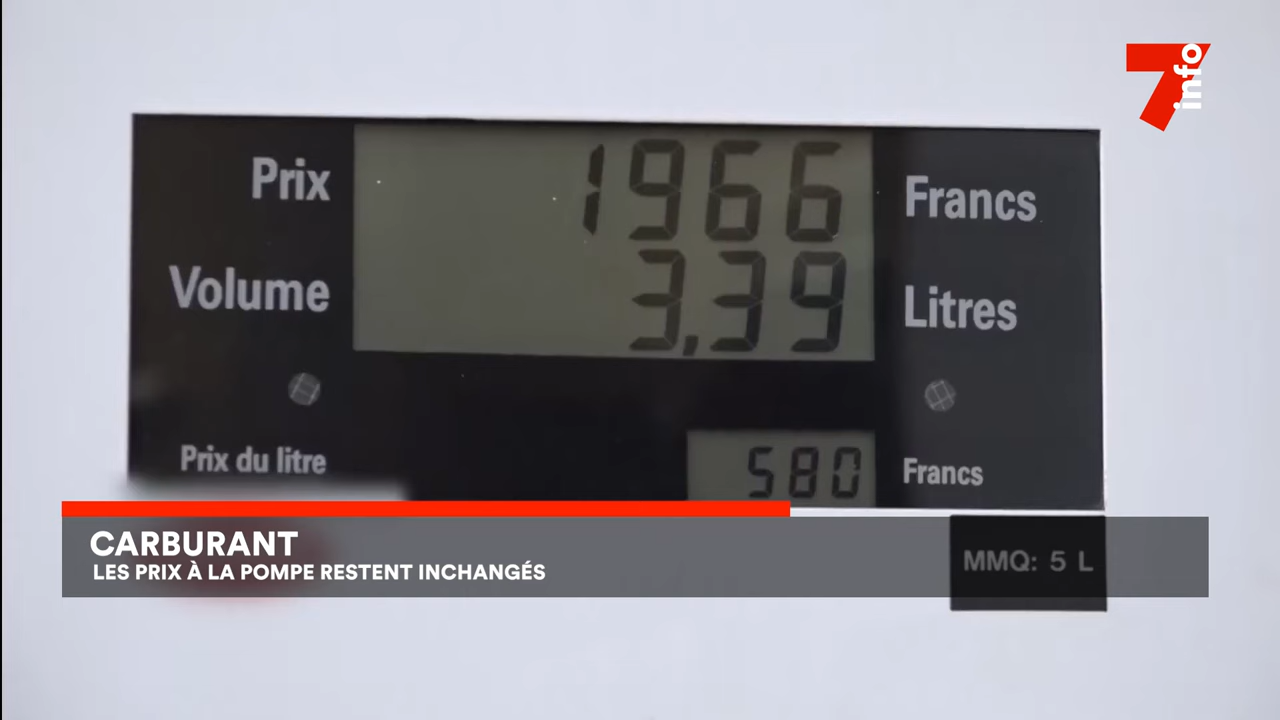 7 info
Prix 1966 Francs
Volume 3,39 Litres
Prix du litre 580 Francs
CARBURANT
LES PRIX À LA POMPE RESTENT INCHANGÉS
MMQ: 5 L